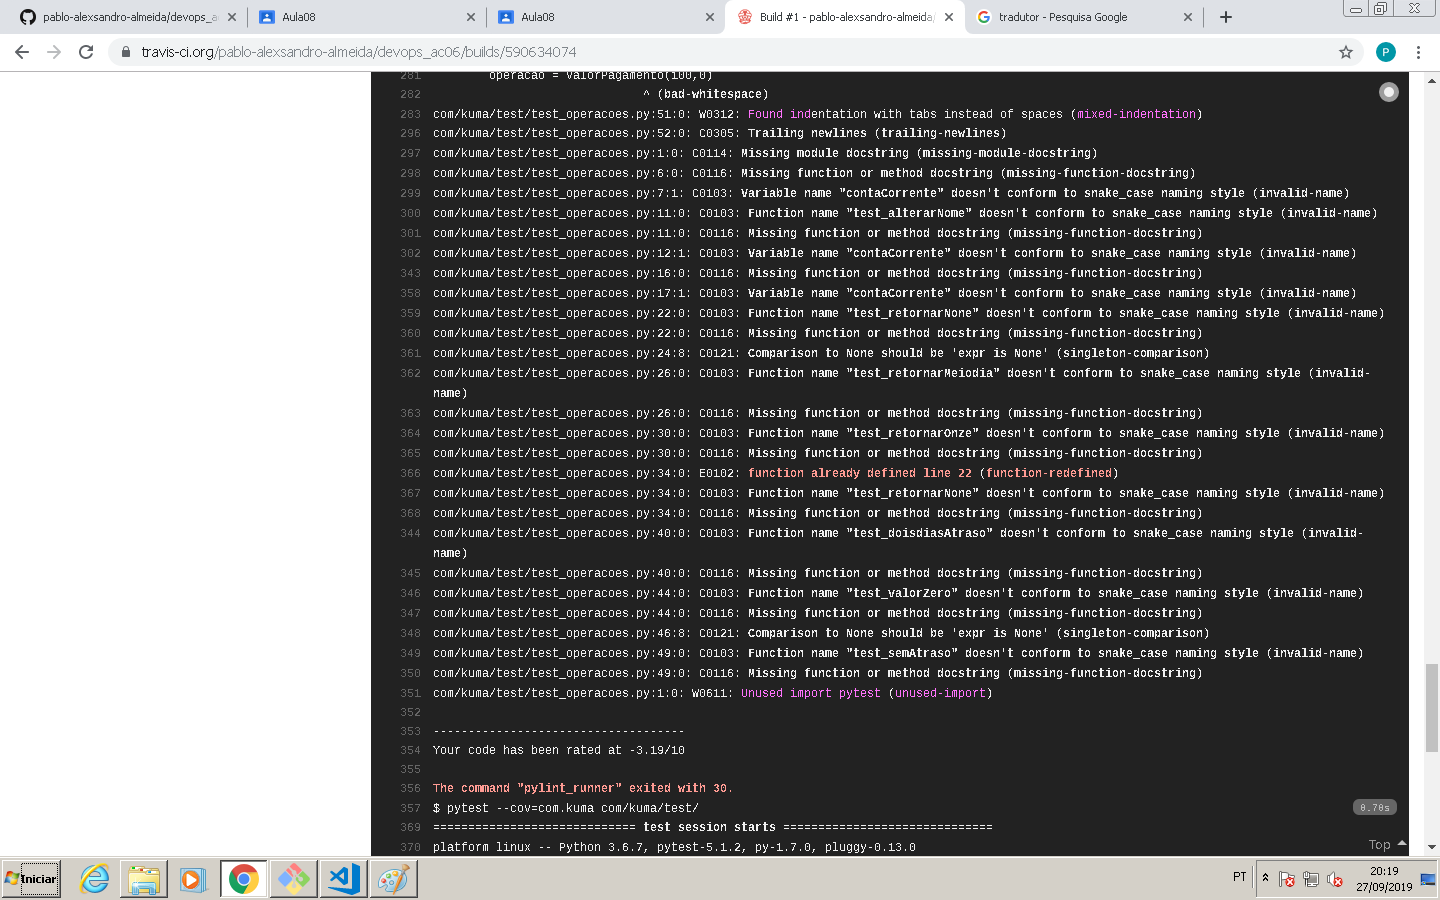 pablo-alexsandro-almeida/devops_a
Aula08
Aula08
Build #1 - pablo-alexsandro-almeida/
tradutor - Pesquisa Google
travis-ci.org/pablo-alexsandro-almeida/devops_ac06/builds/590634074
P
281 operacao = ValorPagamento(100,0)
282 ^ (bad-whitespace)
283 com/kuma/test/test_operacoes.py:51:0: W0312: Found indentation with tabs instead of spaces (mixed-indentation)
296 com/kuma/test/test_operacoes.py:52:0: C0305: Trailing newlines (trailing-newlines)
297 com/kuma/test/test_operacoes.py:1:0: C0114: Missing module docstring (missing-module-docstring)
298 com/kuma/test/test_operacoes.py:6:0: C0116: Missing function or method docstring (missing-function-docstring)
299 com/kuma/test/test_operacoes.py:7:1: C0103: Variable name "contaCorrente" doesn't conform to snake_case naming style (invalid-name)
300 com/kuma/test/test_operacoes.py:11:0: C0103: Function name "test_alterarNome" doesn't conform to snake_case naming style (invalid-name)
301 com/kuma/test/test_operacoes.py:11:0: C0116: Missing function or method docstring (missing-function-docstring)
302 com/kuma/test/test_operacoes.py:12:1: C0103: Variable name "contaCorrente" doesn't conform to snake_case naming style (invalid-name)
343 com/kuma/test/test_operacoes.py:16:0: C0116: Missing function or method docstring (missing-function-docstring)
358 com/kuma/test/test_operacoes.py:17:1: C0103: Variable name "contaCorrente" doesn't conform to snake_case naming style (invalid-name)
359 com/kuma/test/test_operacoes.py:22:0: C0103: Function name "test_retornarNone" doesn't conform to snake_case naming style (invalid-name)
360 com/kuma/test/test_operacoes.py:22:0: C0116: Missing function or method docstring (missing-function-docstring)
361 com/kuma/test/test_operacoes.py:24:8: C0121: Comparison to None should be 'expr is None' (singleton-comparison)
362 com/kuma/test/test_operacoes.py:26:0: C0103: Function name "test_retornarMeiodia" doesn't conform to snake_case naming style (invalid-
name)
363 com/kuma/test/test_operacoes.py:26:0: C0116: Missing function or method docstring (missing-function-docstring)
364 com/kuma/test/test_operacoes.py:30:0: C0103: Function name "test_retornarOnze" doesn't conform to snake_case naming style (invalid-name)
365 com/kuma/test/test_operacoes.py:30:0: C0116: Missing function or method docstring (missing-function-docstring)
366 com/kuma/test/test_operacoes.py:34:0: E0102: function already defined line 22 (function-redefined)
367 com/kuma/test/test_operacoes.py:34:0: C0103: Function name "test_retornarNone" doesn't conform to snake_case naming style (invalid-name)
368 com/kuma/test/test_operacoes.py:34:0: C0116: Missing function or method docstring (missing-function-docstring)
344 com/kuma/test/test_operacoes.py:40:0: C0103: Function name "test_doisdiasAtraso" doesn't conform to snake_case naming style (invalid-
name)
345 com/kuma/test/test_operacoes.py:40:0: C0116: Missing function or method docstring (missing-function-docstring)
346 com/kuma/test/test_operacoes.py:44:0: C0103: Function name "test_valorZero" doesn't conform to snake_case naming style (invalid-name)
347 com/kuma/test/test_operacoes.py:44:0: C0116: Missing function or method docstring (missing-function-docstring)
348 com/kuma/test/test_operacoes.py:46:8: C0121: Comparison to None should be 'expr is None' (singleton-comparison)
349 com/kuma/test/test_operacoes.py:49:0: C0103: Function name "test_semAtraso" doesn't conform to snake_case naming style (invalid-name)
350 com/kuma/test/test_operacoes.py:49:0: C0116: Missing function or method docstring (missing-function-docstring)
351 com/kuma/test/test_operacoes.py:1:0: W0611: Unused import pytest (unused-import)
352
353 ------------------------------------
354 Your code has been rated at -3.19/10
355
356 The command "pylint_runner" exited with 30.
357 $ pytest --cov=com.kuma com/kuma/test/ 0.70s
369 ============================= test session starts ==============================
370 platform linux -- Python 3.6.7, pytest-5.1.2, py-1.7.0, pluggy-0.13.0
Top
Iniciar
PT
20:19
27/09/2019